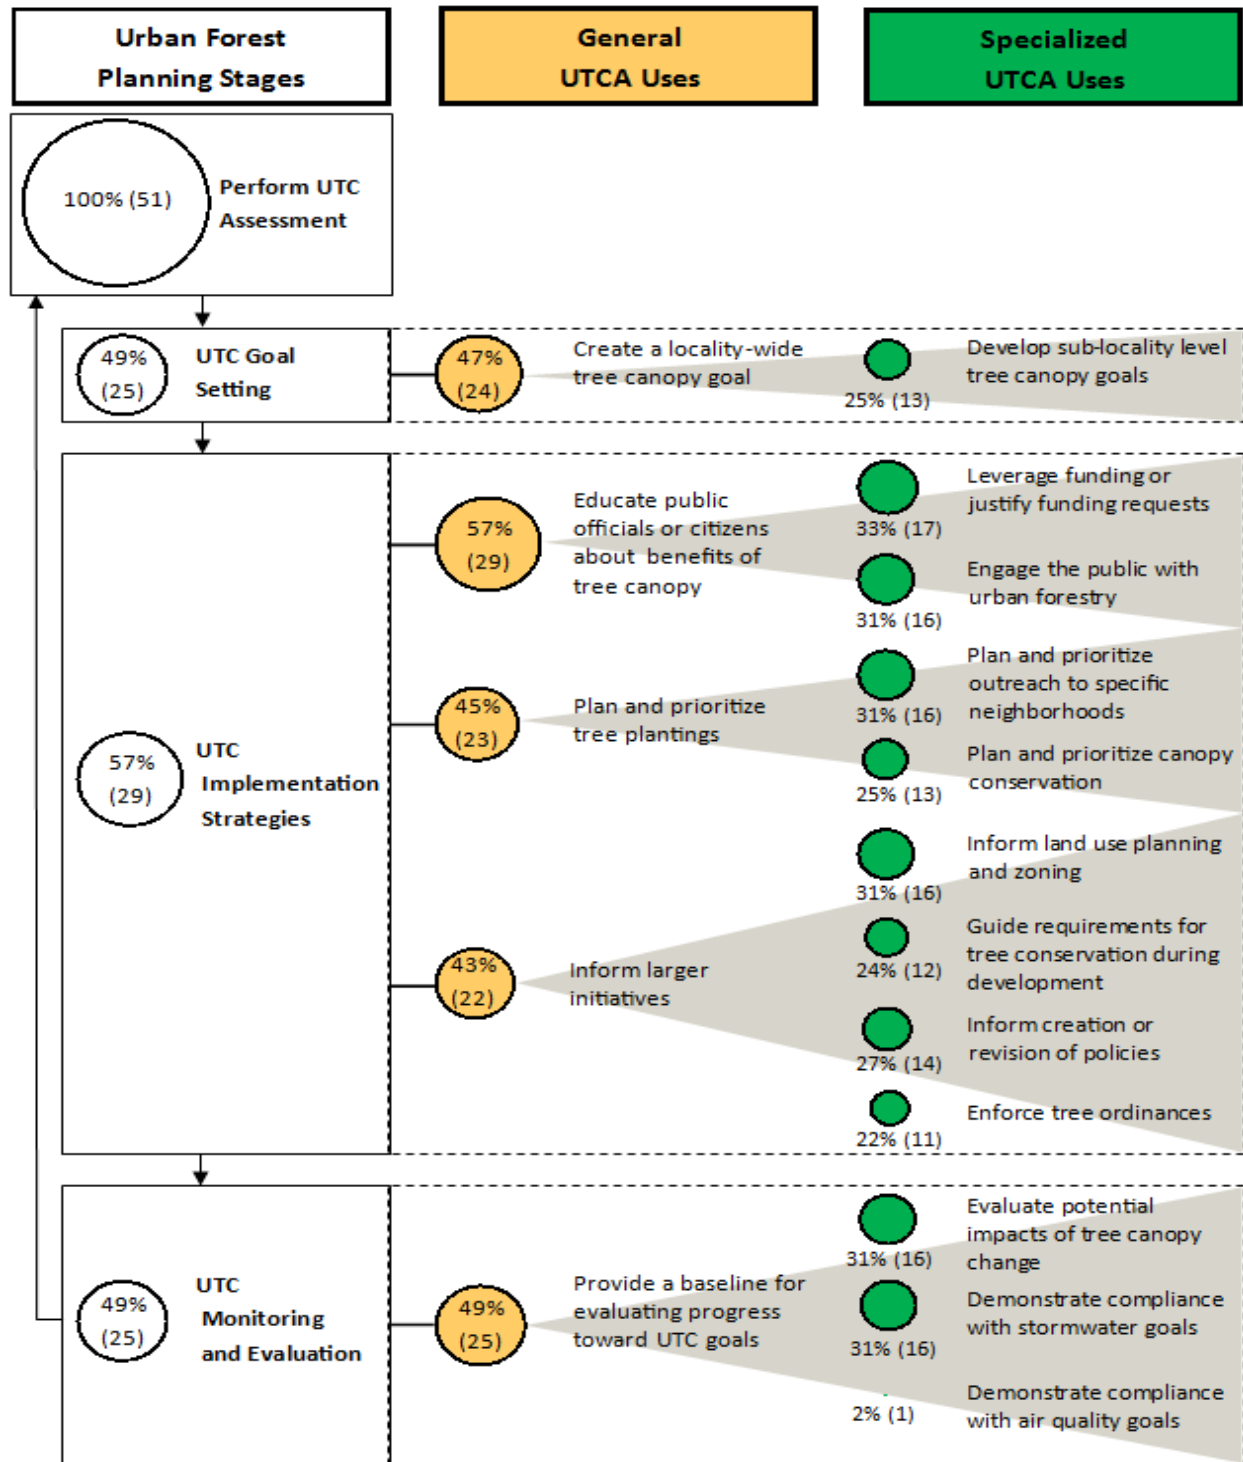 Urban Forest
Planning Stages
General
UTCA Uses
Specialized
UTCA Uses
100% (51)
Perform UTC
Assessment
49%
(25)
UTC Goal
Setting
47%
(24)
Create a locality-wide
tree canopy goal
25% (13)
Develop sub-locality level
tree canopy goals
57%
(29)
UTC
Implementation
Strategies
57%
(29)
Educate public
officials or citizens
about benefits of
tree canopy
33% (17)
Leverage funding or
justify funding requests
31% (16)
Engage the public with
urban forestry
45%
(23)
Plan and prioritize
tree plantings
31% (16)
Plan and prioritize
outreach to specific
neighborhoods
25% (13)
Plan and prioritize canopy
conservation
43%
(22)
Inform larger
initiatives
31% (16)
Inform land use planning
and zoning
24% (12)
Guide requirements for
tree conservation during
development
27% (14)
Inform creation or
revision of policies
22% (11)
Enforce tree ordinances
49%
(25)
UTC
Monitoring
and Evaluation
49%
(25)
Provide a baseline for
evaluating progress
toward UTC goals
31% (16)
Evaluate potential
impacts of tree canopy
change
31% (16)
Demonstrate compliance
with stormwater goals
2% (1)
Demonstrate compliance
with air quality goals